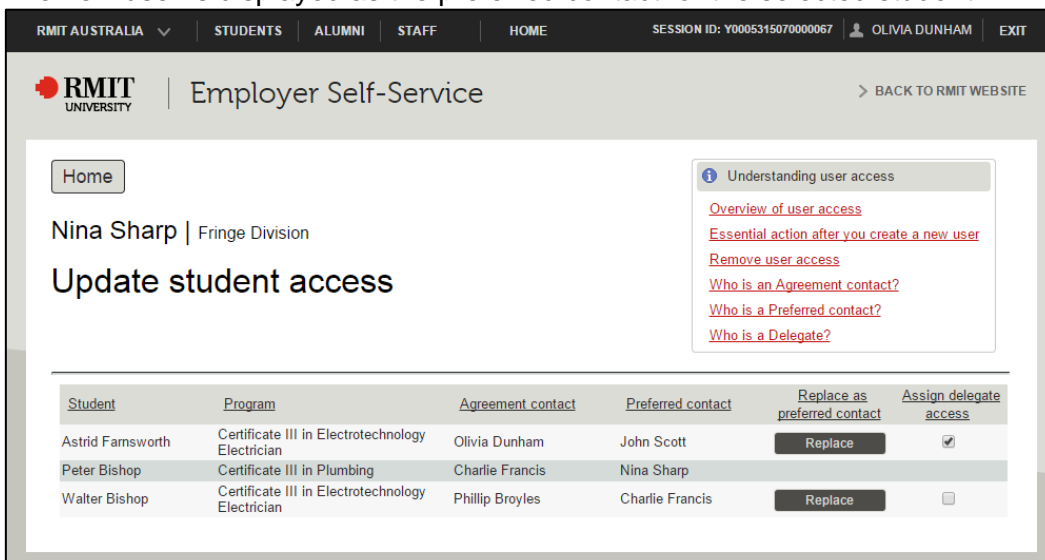 RMIT AUSTRALIA STUDENTS ALUMNI STAFF HOME SESSION ID: Y0005315070000067 OLIVIA DUNHAM EXIT
RMIT UNIVERSITY Employer Self-Service > BACK TO RMIT WEBSITE
Home
Nina Sharp | Fringe Division
Update student access
Understanding user access
Overview of user access
Essential action after you create a new user
Remove user access
Who is an Agreement contact?
Who is a Preferred contact?
Who is a Delegate?
Student Program Agreement contact Preferred contact Replace as preferred contact Assign delegate access
Astrid Farnsworth Certificate III in Electrotechnology Electrician Olivia Dunham John Scott Replace
Peter Bishop Certificate III in Plumbing Charlie Francis Nina Sharp
Walter Bishop Certificate III in Electrotechnology Electrician Phillip Broyles Charlie Francis Replace